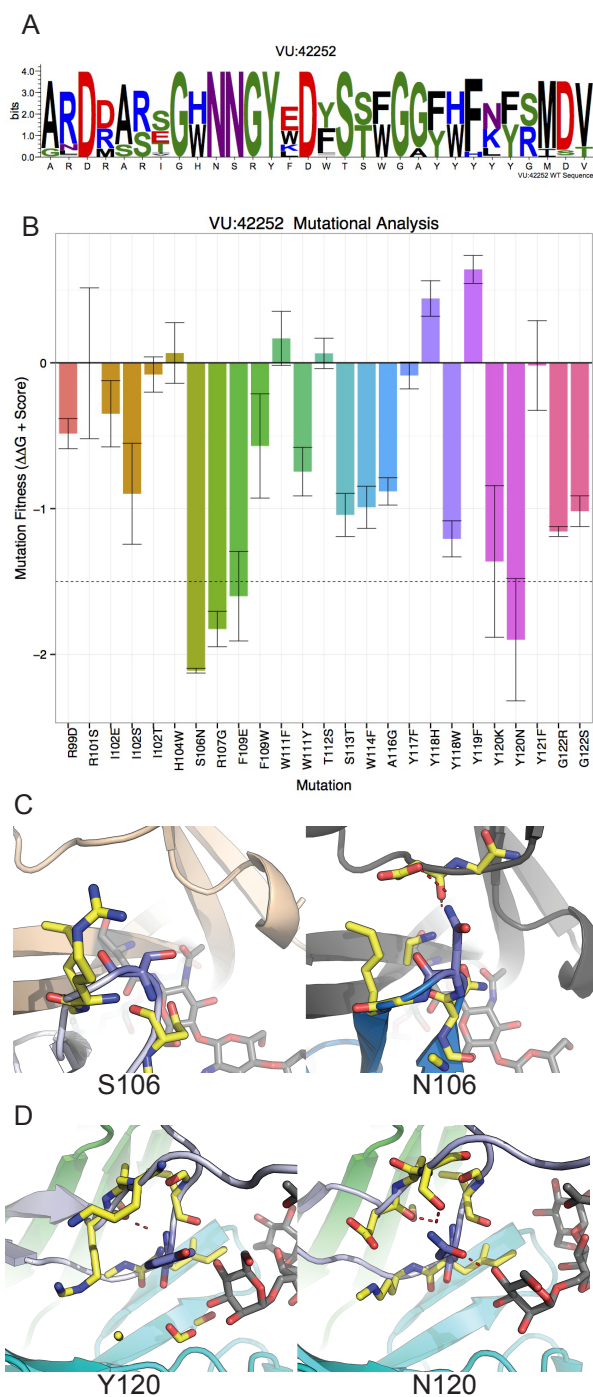 A
VU:42252
bits
4.0
3.0
2.0
1.0
0.0
A R D R A R I G H N S R Y F D W T S W G A Y Y Y Y Y G M D V
VU:42252 WT Sequence
B
VU:42252 Mutational Analysis
Mutation Fitness (ΔΔG + Score)
0
−1
−2
R99D
R101S
I102E
I102S
I102T
H104W
S106N
R107G
F109E
F109W
W111F
W111Y
T112S
S113T
W114F
A116G
Y117F
Y118H
Y118W
Y119F
Y120K
Y120N
Y121F
G122R
G122S
Mutation
C
S106
N106
D
Y120
N120